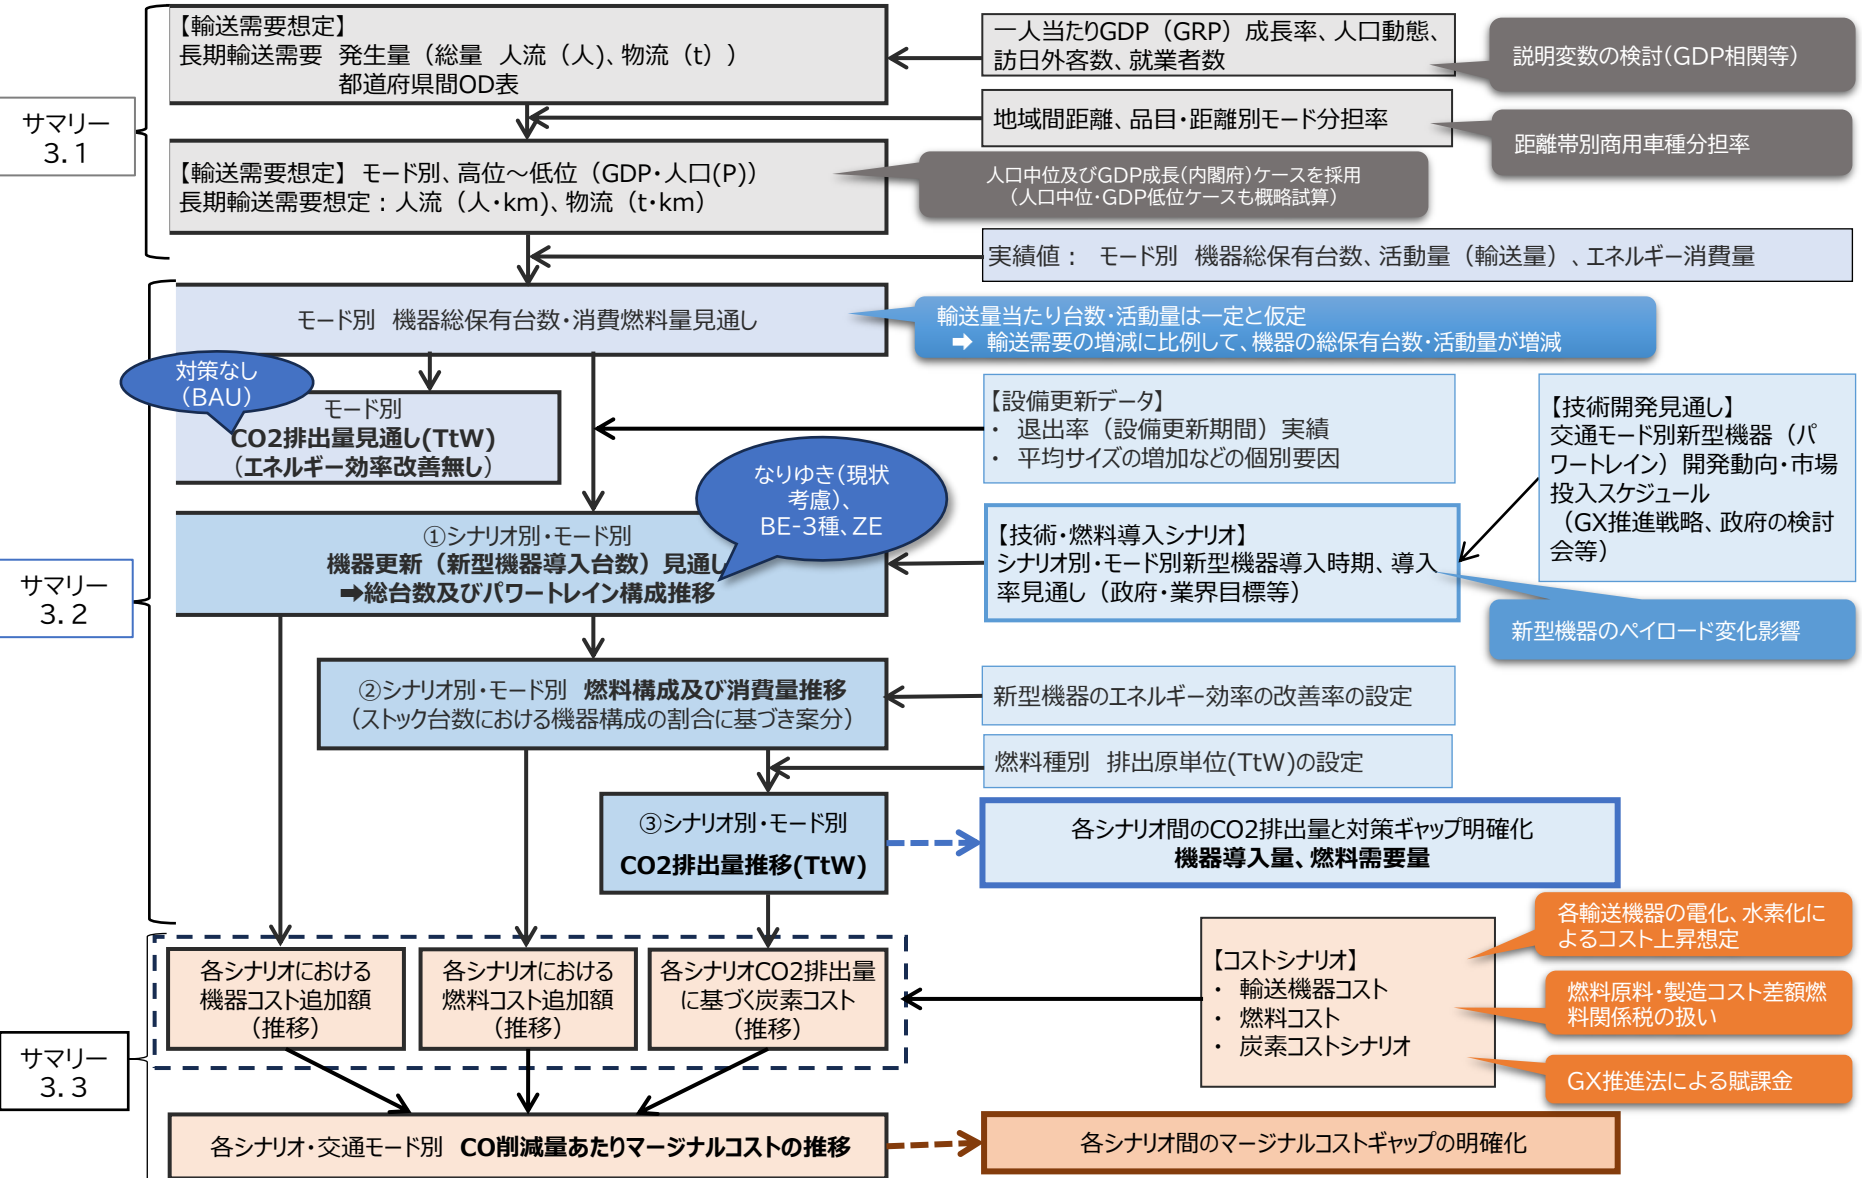 【輸送需要想定】
長期輸送需要 発生量（総量 人流（人）、物流（t））
都道府県間OD表
一人当たりGDP（GRP）成長率、人口動態、
訪日外客数、就業者数
説明変数の検討（GDP相関等）
サマリー
3.1
地域間距離、品目・距離別モード分担率
距離帯別商用車種分担率
【輸送需要想定】 モード別、高位～低位（GDP・人口(P)）
長期輸送需要想定：人流（人・km）、物流（t・km）
人口中位及びGDP成長（内閣府）ケースを採用
（人口中位・GDP低位ケースも概略試算）
実績値： モード別 機器総保有台数、活動量（輸送量）、エネルギー消費量
モード別 機器総保有台数・消費燃料量見通し
輸送量当たり台数・活動量は一定と仮定
➡ 輸送需要の増減に比例して、機器の総保有台数・活動量が増減
対策なし
（BAU）
モード別
CO2排出量見通し(TtW)
（エネルギー効率改善無し）
【設備更新データ】
・ 退出率（設備更新期間）実績
・ 平均サイズの増加などの個別要因
【技術開発見通し】
交通モード別新型機器（パ
ワートレイン）開発動向・市場
投入スケジュール
（GX推進戦略、政府の検討
会等）
なりゆき（現状
考慮）、
BE-3種、ZE
サマリー
3.2
①シナリオ別・モード別
機器更新（新型機器導入台数）見通し
➡総台数及びパワートレイン構成推移
【技術・燃料導入シナリオ】
シナリオ別・モード別新型機器導入時期、導入
率見通し（政府・業界目標等）
新型機器のペイロード変化影響
②シナリオ別・モード別 燃料構成及び消費量推移
（ストック台数における機器構成の割合に基づき案分）
新型機器のエネルギー効率の改善率の設定
燃料種別 排出原単位(TtW)の設定
③シナリオ別・モード別
CO2排出量推移(TtW)
各シナリオ間のCO2排出量と対策ギャップ明確化
機器導入量、燃料需要量
サマリー
3.3
各シナリオにおける
機器コスト追加額
（推移）
各シナリオにおける
燃料コスト追加額
（推移）
各シナリオCO2排出量
に基づく炭素コスト
（推移）
【コストシナリオ】
・ 輸送機器コスト
・ 燃料コスト
・ 炭素コストシナリオ
各輸送機器の電化、水素化に
よるコスト上昇想定
燃料原料・製造コスト差額燃
料関係税の扱い
GX推進法による賦課金
各シナリオ・交通モード別 CO削減量あたりマージナルコストの推移
各シナリオ間のマージナルコストギャップの明確化